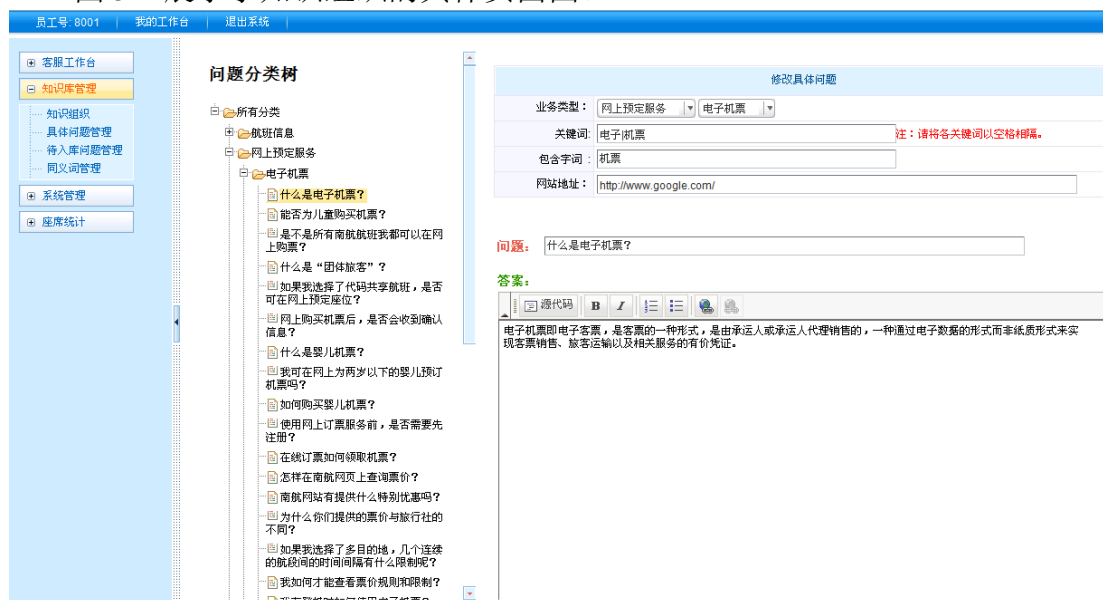 员工号:8001 | 我的工作台 | 退出系统
客服工作台
知识库管理
知识组织
具体问题管理
待入库问题管理
同义词管理
系统管理
座席统计
问题分类树
所有分类
航班信息
网上预定服务
电子机票
什么是电子机票?
能否为儿童购买机票?
是不是所有南航航班我都可以在网
上购票?
什么是“团体旅客”?
如果我选择了代码共享航班,是否
可在网上预定座位?
网上购买机票后,是否会收到确认
信息?
什么是婴儿机票?
我可在网上为两岁以下的婴儿预订
机票吗?
如何购买婴儿机票?
使用网上订票服务前,是否需要先
注册?
在线订票如何领取机票?
怎样在南航网页上查询票价?
南航网站有提供什么特别优惠吗?
为什么你们提供的票价与旅行社的
不同?
如果我选择了多目的地,几个连续
的航段间的时间间隔有什么限制呢?
我如何才能查看票价规则和限制?
修改具体问题
业务类型: 网上预定服务 电子机票
关键词: 电子|机票 注:请将各关键词以空格相隔。
包含字词: 机票
网站地址: http://www.google.com/
问题: 什么是电子机票?
答案:
源代码 B I
电子机票即电子客票,是客票的一种形式,是由承运人或承运人代理销售的,一种通过电子数据的形式而非纸质形式来实
现客票销售、旅客运输以及相关服务的有价凭证。